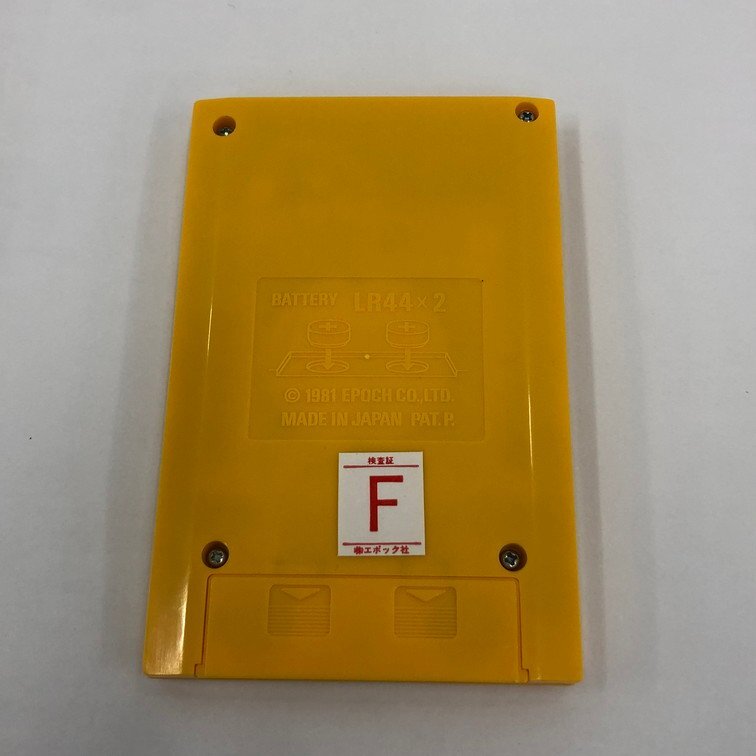 BATTERY LR44×2
© 1981 EPOCH CO., LTD.
MADE IN JAPAN PAT. P.
検査証
F
㈱エポック社